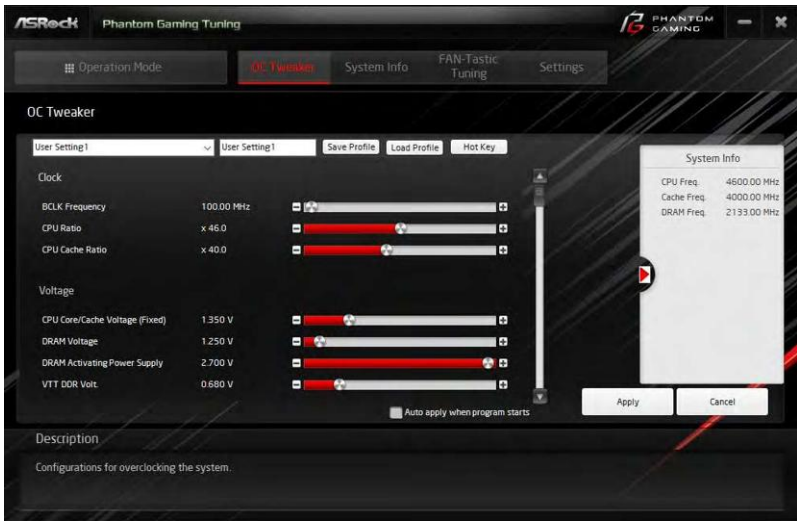 ASRock Phantom Gaming Tuning PHANTOM GAMING
Operation Mode OC Tweaker System Info FAN-Tastic Tuning Settings
OC Tweaker
User Setting1 User Setting1 Save Profile Load Profile Hot Key
System Info
CPU Freq. 4600.00 MHz
Cache Freq. 4000.00 MHz
DRAM Freq. 2133.00 MHz
Clock
BCLK Frequency 100.00 MHz
CPU Ratio x 46.0
CPU Cache Ratio x 40.0
Voltage
CPU Core/Cache Voltage (Fixed) 1.350 V
DRAM Voltage 1.250 V
DRAM Activating Power Supply 2.700 V
VTT DDR Volt. 0.680 V
Auto apply when program starts
Apply Cancel
Description
Configurations for overclocking the system.